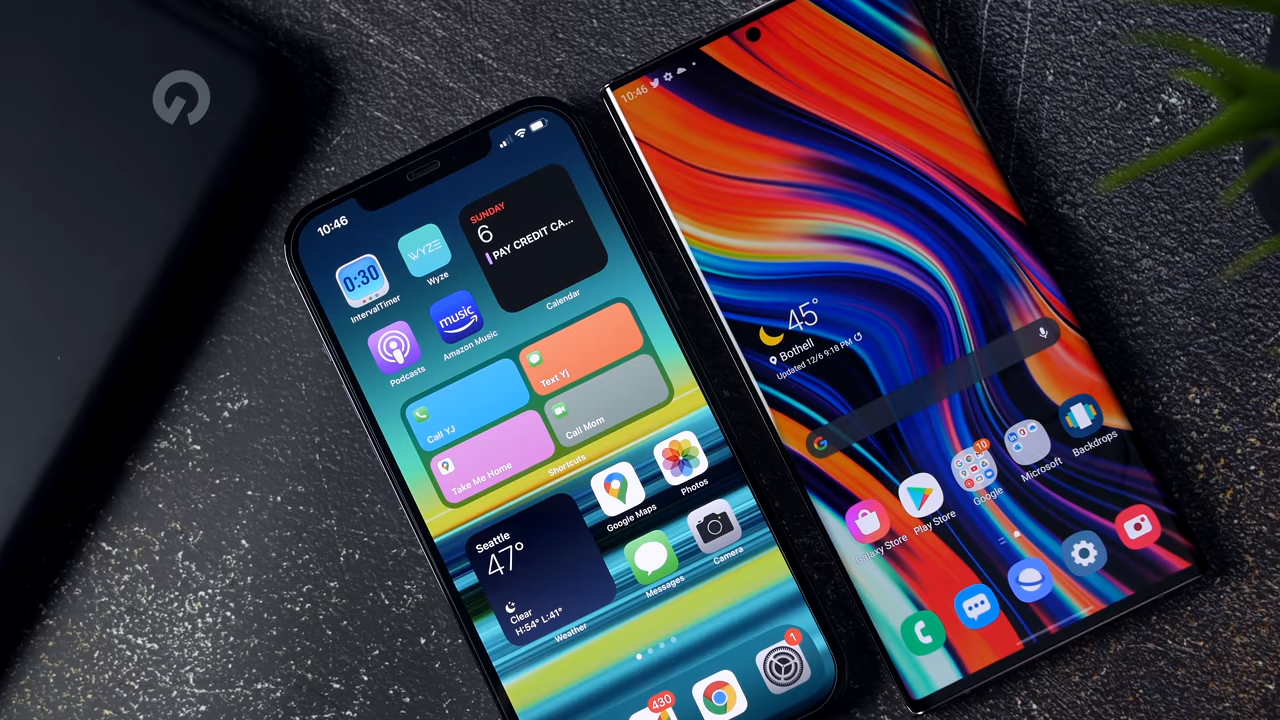 10:46
0:30
IntervalTimer
WYZE
Wyze
SUNDAY
6
PAY CREDIT CA...
Calendar
Podcasts
music
Amazon Music
Call YJ
Text Yj
Take Me Home
Call Mom
Shortcuts
Seattle
47°
Clear
H:54° L:41°
Weather
Google Maps
Photos
Messages
Camera
430
1
10:46
45°
Bothell
Updated 12/6 9:18 PM
G
Galaxy Store
Play Store
10
Google
in
Microsoft
Backdrops